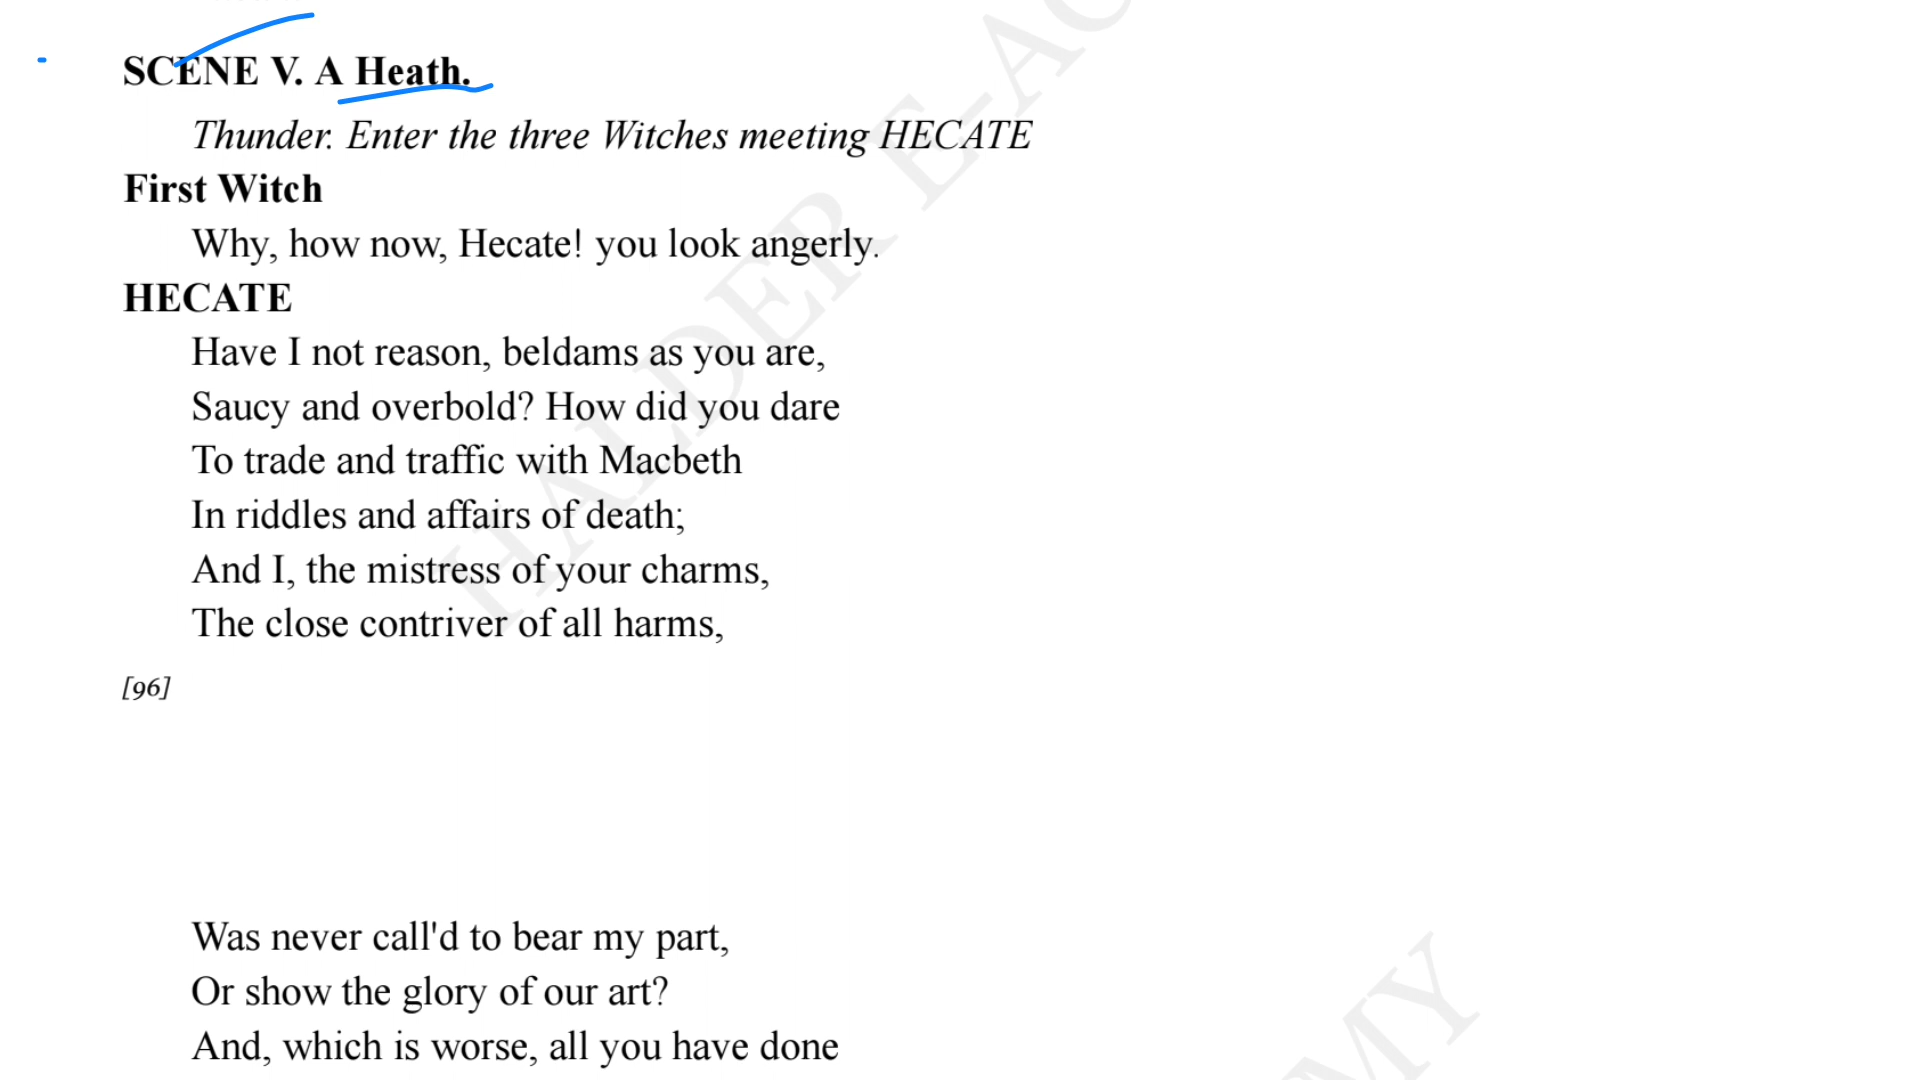 SCENE V. A Heath.
Thunder. Enter the three Witches meeting HECATE
First Witch
Why, how now, Hecate! you look angerly.
HECATE
Have I not reason, beldams as you are,
Saucy and overbold? How did you dare
To trade and traffic with Macbeth
In riddles and affairs of death;
And I, the mistress of your charms,
The close contriver of all harms,
[96]
Was never call'd to bear my part,
Or show the glory of our art?
And, which is worse, all you have done
HALDER E-AC
MY